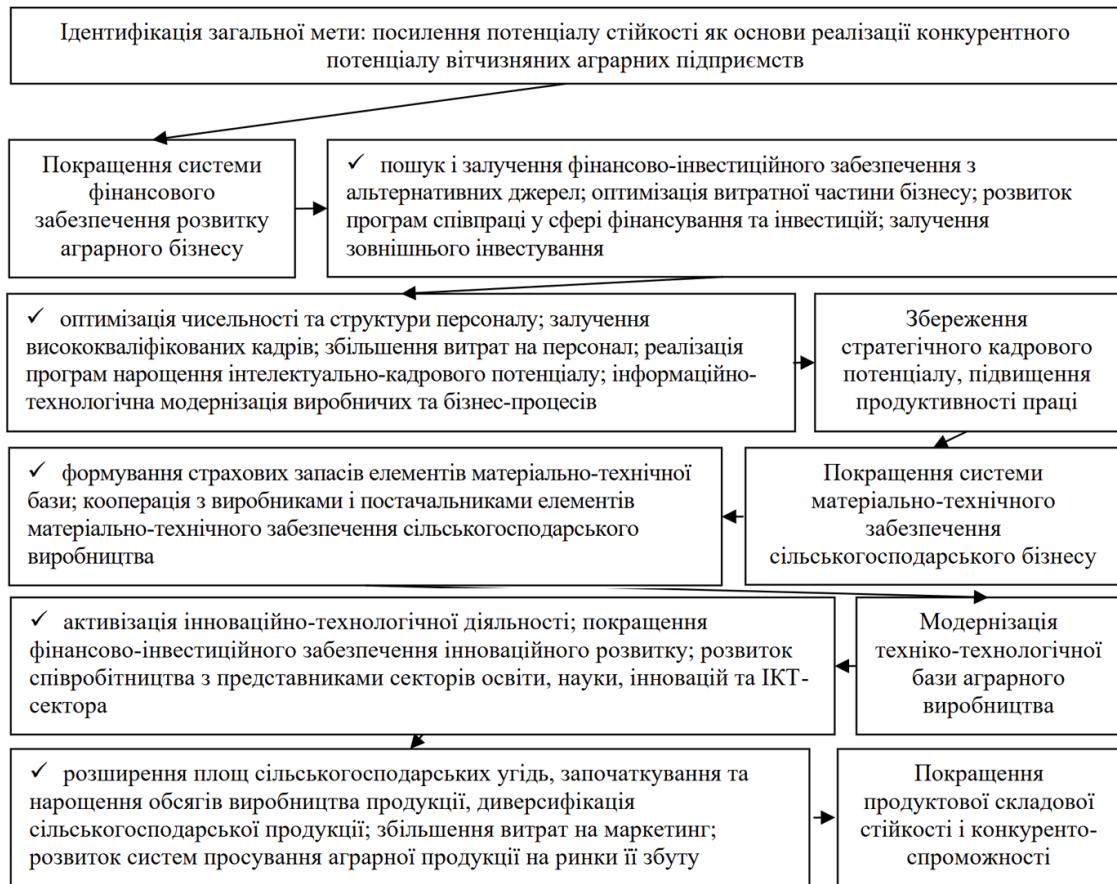 Ідентифікація загальної мети: посилення потенціалу стійкості як основи реалізації конкурентного
потенціалу вітчизняних аграрних підприємств
Покращення системи
фінансового
забезпечення розвитку
аграрного бізнесу
✓ пошук і залучення фінансово-інвестиційного забезпечення з
альтернативних джерел; оптимізація витратної частини бізнесу; розвиток
програм співпраці у сфері фінансування та інвестицій; залучення
зовнішнього інвестування
✓ оптимізація чисельності та структури персоналу; залучення
висококваліфікованих кадрів; збільшення витрат на персонал; реалізація
програм нарощення інтелектуально-кадрового потенціалу; інформаційно-
технологічна модернізація виробничих та бізнес-процесів
Збереження
стратегічного кадрового
потенціалу, підвищення
продуктивності праці
✓ формування страхових запасів елементів матеріально-технічної
бази; кооперація з виробниками і постачальниками елементів
матеріально-технічного забезпечення сільськогосподарського
виробництва
Покращення системи
матеріально-технічного
забезпечення
сільськогосподарського бізнесу
✓ активізація інноваційно-технологічної діяльності; покращення
фінансово-інвестиційного забезпечення інноваційного розвитку; розвиток
співробітництва з представниками секторів освіти, науки, інновацій та ІКТ-
сектора
Модернізація
техніко-технологічної
бази аграрного
виробництва
✓ розширення площ сільськогосподарських угідь, започаткування та
нарощення обсягів виробництва продукції, диверсифікація
сільськогосподарської продукції; збільшення витрат на маркетинг;
розвиток систем просування аграрної продукції на ринки її збуту
Покращення
продуктової складової
стійкості і конкуренто-
спроможності